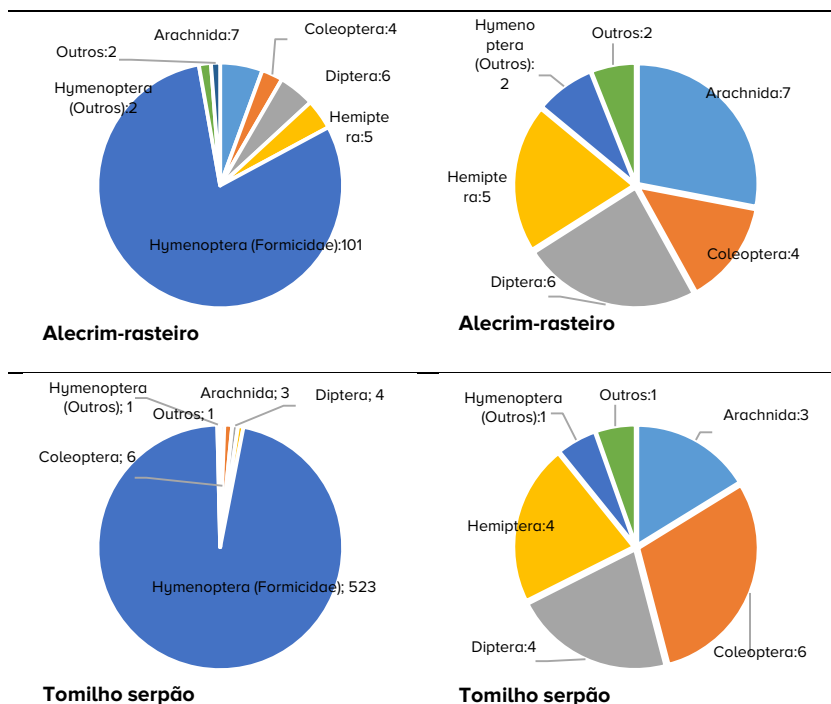 Arachnida:7
Coleoptera:4
Outros:2
Diptera:6
Hymenoptera
(Outros):2
Hemipte
ra:5
Hymenoptera (Formicidae):101
Alecrim-rasteiro
Hymeno
ptera
(Outros):
2
Outros:2
Arachnida:7
Hemipte
ra:5
Coleoptera:4
Diptera:6
Alecrim-rasteiro
Hymenoptera
(Outros); 1
Arachnida; 3
Diptera; 4
Outros; 1
Coleoptera; 6
Hymenoptera (Formicidae); 523
Tomilho serpão
Hymenoptera
(Outros):1
Outros:1
Arachnida:3
Hemiptera:4
Diptera:4
Coleoptera:6
Tomilho serpão